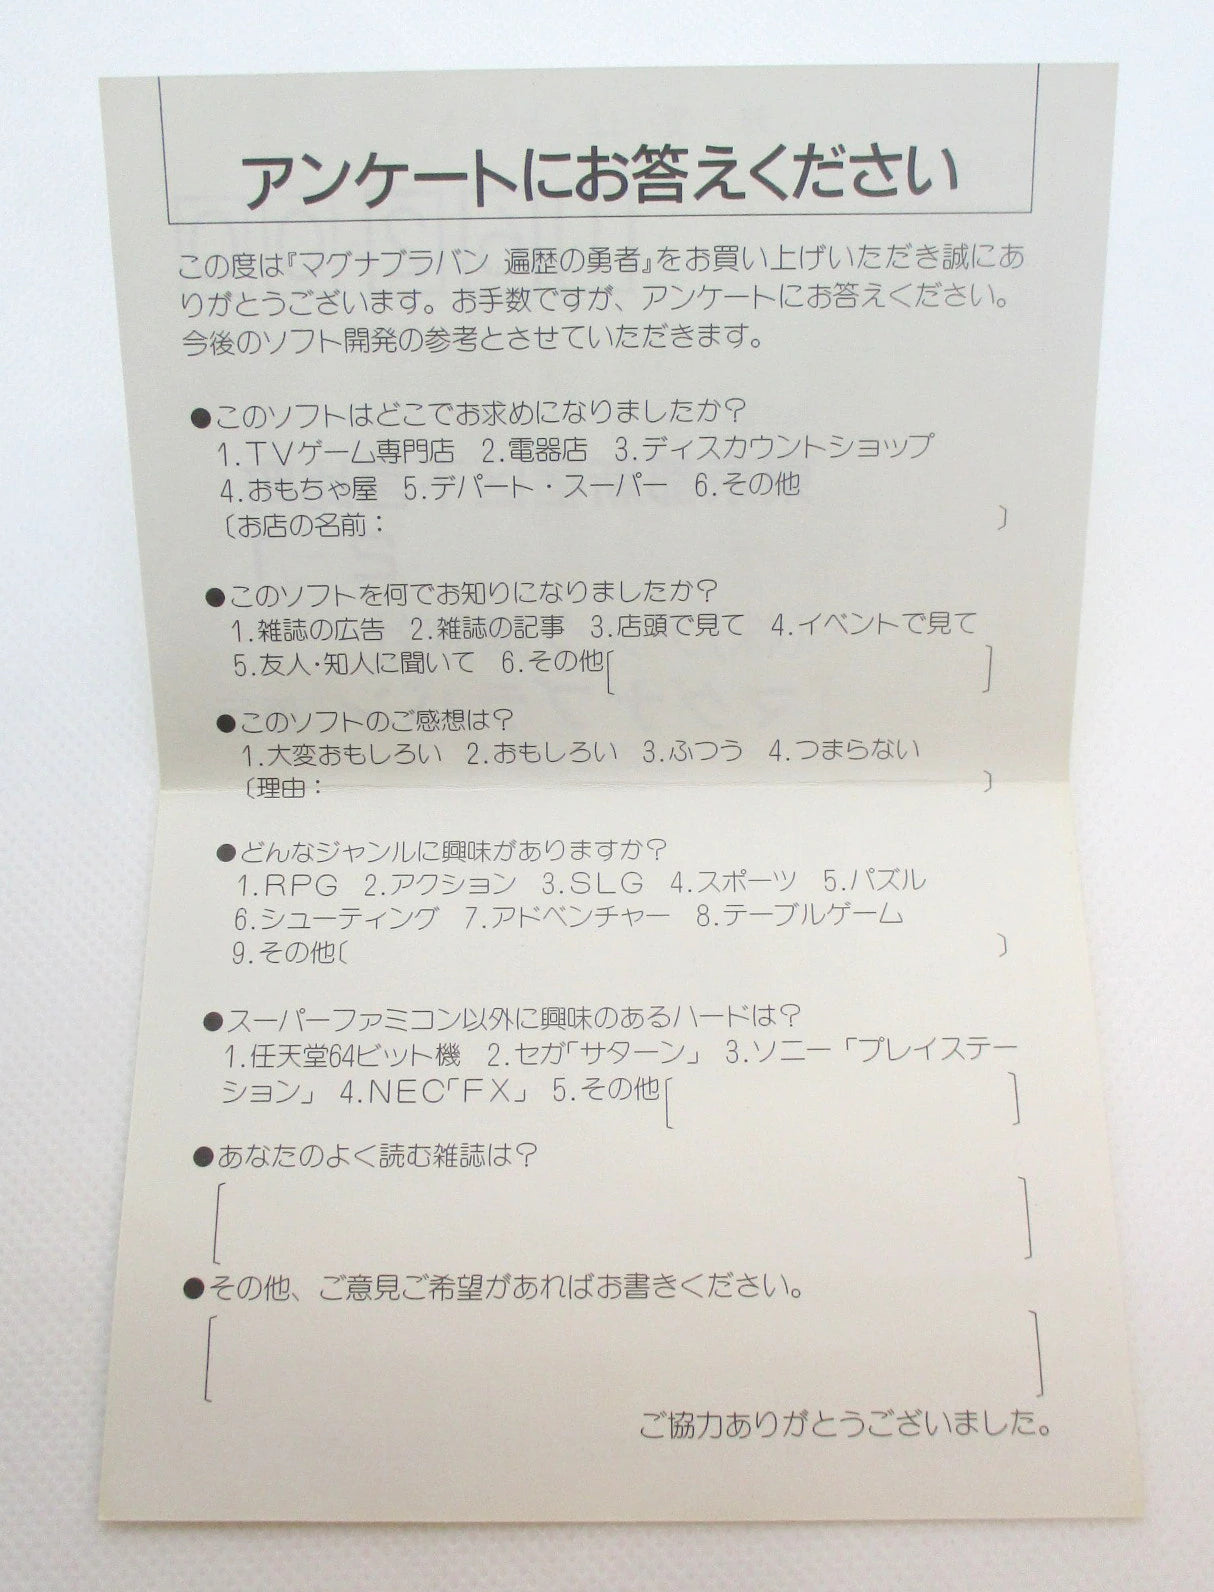 アンケートにお答えください
この度は『マグナブラバン 遍歴の勇者』をお買い上げいただき誠にあ
りがとうございます。お手数ですが、アンケートにお答えください。
今後のソフト開発の参考とさせていただきます。
●このソフトはどこでお求めになりましたか？
1.TVゲーム専門店 2.電器店 3.ディスカウントショップ
4.おもちゃ屋 5.デパート・スーパー 6.その他
〔お店の名前： 〕
●このソフトを何でお知りになりましたか？
1.雑誌の広告 2.雑誌の記事 3.店頭で見て 4.イベントで見て
5.友人・知人に聞いて 6.その他〔 〕
●このソフトのご感想は？
1.大変おもしろい 2.おもしろい 3.ふつう 4.つまらない
〔理由： 〕
●どんなジャンルに興味がありますか？
1.RPG 2.アクション 3.SLG 4.スポーツ 5.パズル
6.シューティング 7.アドベンチャー 8.テーブルゲーム
9.その他〔 〕
●スーパーファミコン以外に興味のあるハードは？
1.任天堂64ビット機 2.セガ「サターン」 3.ソニー「プレイステー
ション」 4.NEC「FX」 5.その他〔 〕
●あなたのよく読む雑誌は？
〔 〕
●その他、ご意見ご希望があればお書きください。
〔 〕
ご協力ありがとうございました。